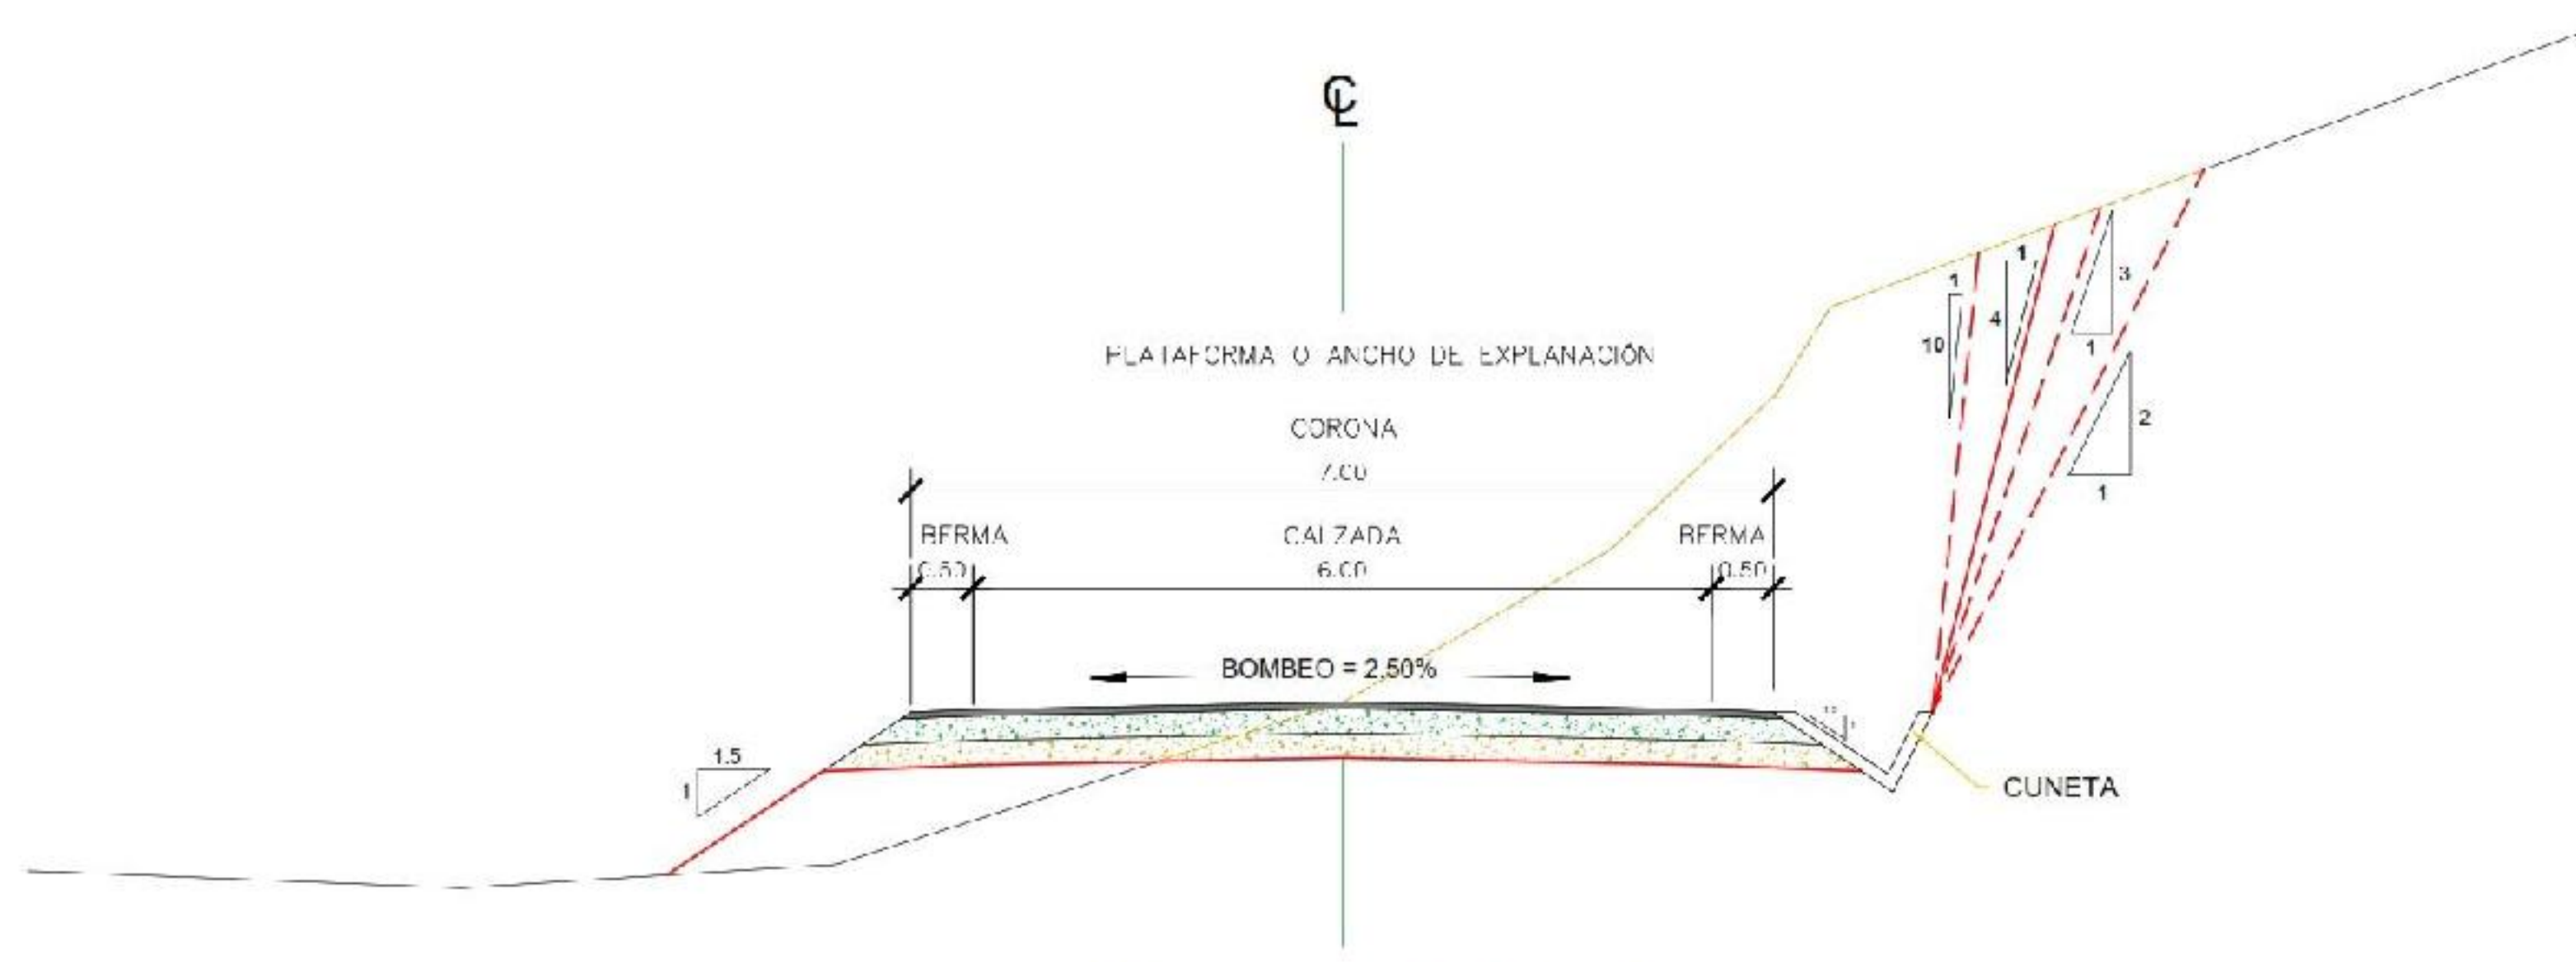 ℄
PLATAFORMA O ANCHO DE EXPLANACIÓN
CORONA
7.00
BERMA
CALZADA
BERMA
0.50
6.00
0.50
BOMBEO = 2.50%
1
10
1
4
3
1
2
1
1.5
1
CUNETA